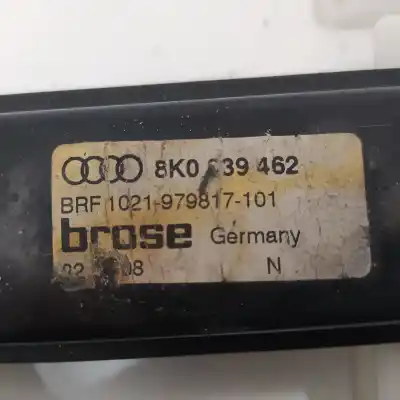 8K0 839 462
BRF 1021-979817-101
brose Germany
N